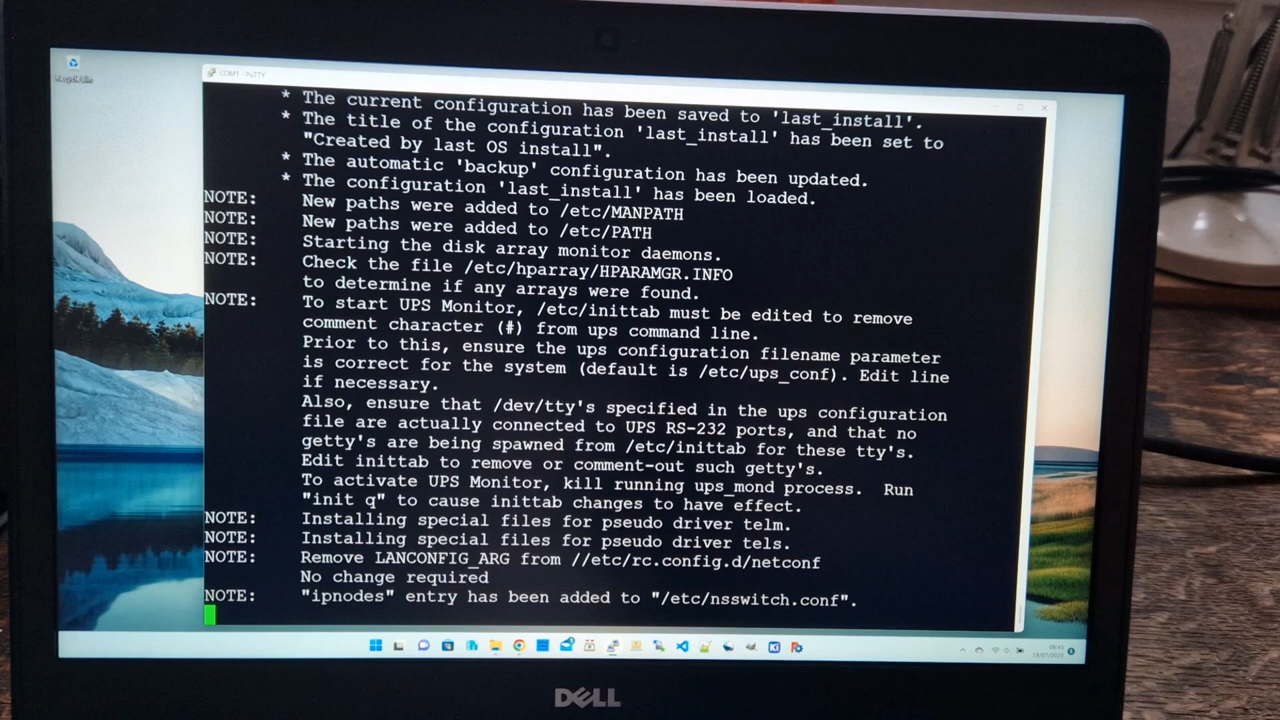 COM1 - PuTTY
* The current configuration has been saved to 'last_install'.
* The title of the configuration 'last_install' has been set to
"Created by last OS install".
* The automatic 'backup' configuration has been updated.
* The configuration 'last_install' has been loaded.
NOTE: New paths were added to /etc/MANPATH
NOTE: New paths were added to /etc/PATH
NOTE: Starting the disk array monitor daemons.
NOTE: Check the file /etc/hparray/HPARAMGR.INFO
to determine if any arrays were found.
NOTE: To start UPS Monitor, /etc/inittab must be edited to remove
comment character (#) from ups command line.
Prior to this, ensure the ups configuration filename parameter
is correct for the system (default is /etc/ups_conf). Edit line
if necessary.
Also, ensure that /dev/tty's specified in the ups configuration
file are actually connected to UPS RS-232 ports, and that no
getty's are being spawned from /etc/inittab for these tty's.
Edit inittab to remove or comment-out such getty's.
To activate UPS Monitor, kill running ups_mond process. Run
"init q" to cause inittab changes to have effect.
NOTE: Installing special files for pseudo driver telm.
NOTE: Installing special files for pseudo driver tels.
NOTE: Remove LANCONFIG_ARG from //etc/rc.config.d/netconf
No change required
NOTE: "ipnodes" entry has been added to "/etc/nsswitch.conf".
DELL